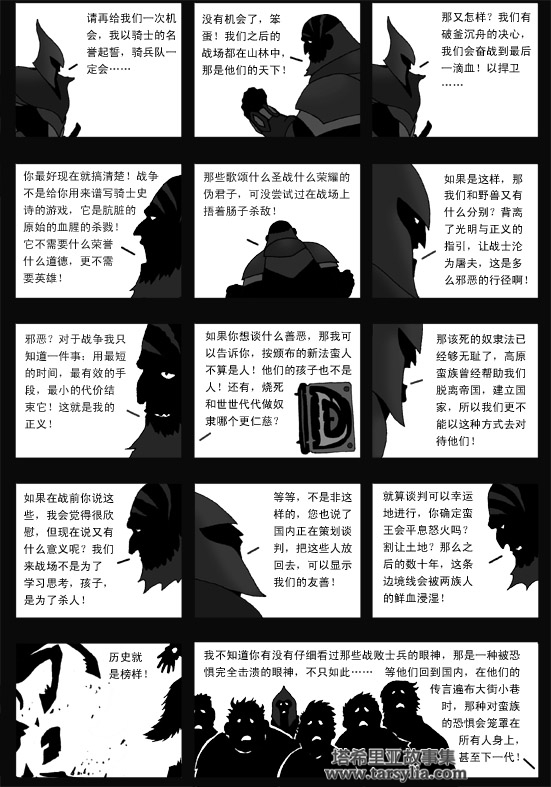 请再给我们一次机
会，我以骑士的名
誉起誓，骑兵队一
定会……
没有机会了，笨
蛋！我们之后的
战场都在山林中，
那是他们的天下！
那又怎样？我们有
破釜沉舟的决心，
我们会奋战到最后
一滴血！以捍卫
……
你最好现在就搞清楚！战争
不是给你用来谱写骑士史
诗的游戏，它是肮脏的
原始的血腥的杀戮！
它不需要什么荣誉
什么道德，更不需
要英雄！
那些歌颂什么圣战什么荣耀的
伪君子，可没尝试过在战场上
捂着肠子杀敌！
如果是这样，那
我们和野兽又有
什么分别？背离
了光明与正义的
指引，让战士沦
为屠夫，这是多
么邪恶的行径啊！
邪恶？对于战争我只
知道一件事：用最短
的时间，最有效的手
段，最小的代价结
束它！这就是我的
正义！
如果你想谈什么善恶，那我可
以告诉你，按颁布的新法蛮人
不算是人！他们的孩子也不是
人！还有，烧死
和世世代代做奴
隶哪个更仁慈？
那该死的奴隶法已
经够无耻了，高原
蛮族曾经帮助我们
脱离帝国，建立国
家，所以我们更不
能以这种方式去对
待他们！
如果在战前你说这
些，我会觉得很欣
慰，但现在说又有
什么意义呢？我们
来战场不是为了
学习思考，孩子，
是为了杀人！
等等，不是非这
样的，您也说了
国内正在策划谈
判，把这些人放
回去，可以显示
我们的友善！
就算谈判可以幸运
地进行，你确定蛮
王会平息怒火吗？
割让土地？那么之
后的数十年，这条
边境线会被两族人
的鲜血浸湿！
历史就
是榜样！
我不知道你有没有仔细看过那些战败士兵的眼神，那是一种被恐
惧完全击溃的眼神，不只如此…… 等他们回到国内，在他们的
传言遍布大街小巷
时，那种对蛮族
的恐惧会笼罩在
所有人身上，
甚至下一代！
塔希里亚故事集
www.tarsylia.com